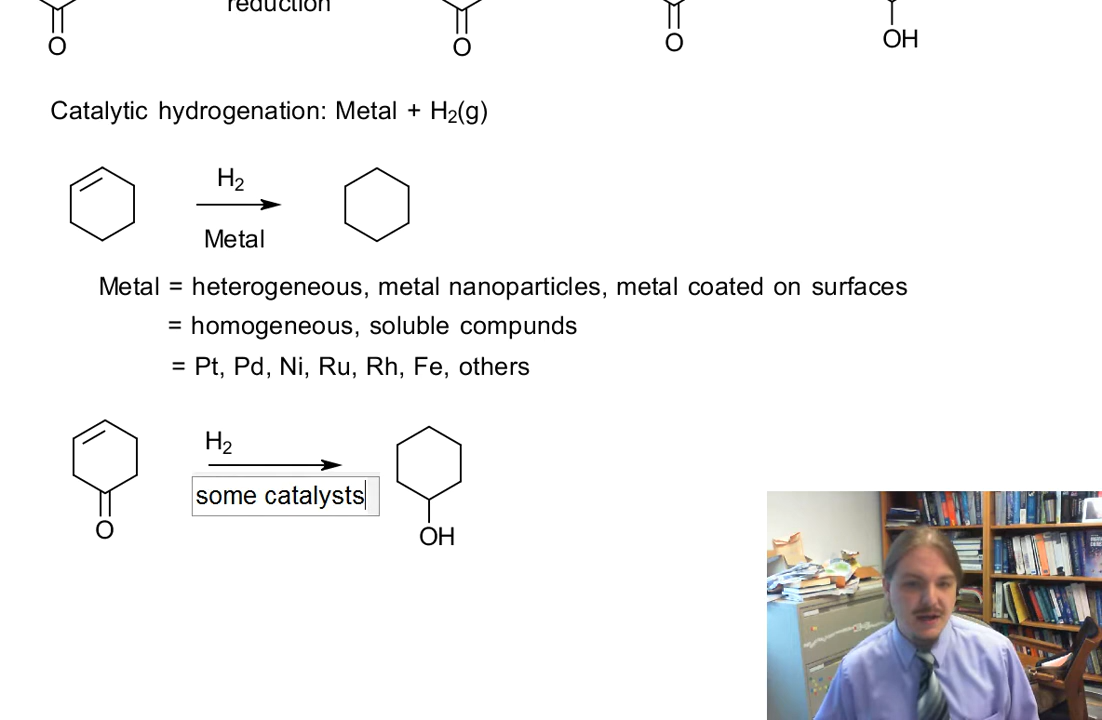 reduction
O
O
O
OH
Catalytic hydrogenation: Metal + H₂(g)
H₂
Metal
Metal = heterogeneous, metal nanoparticles, metal coated on surfaces
= homogeneous, soluble compunds
= Pt, Pd, Ni, Ru, Rh, Fe, others
H₂
some catalysts
O
OH